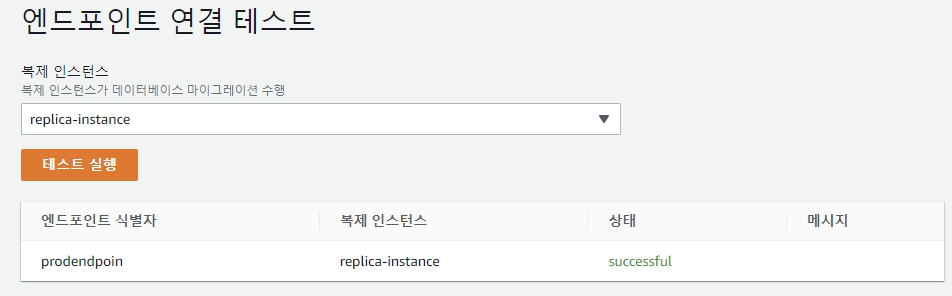 엔드포인트 연결 테스트
복제 인스턴스
복제 인스턴스가 데이터베이스 마이그레이션 수행
replica-instance
테스트 실행
엔드포인트 식별자 복제 인스턴스 상태 메시지
prodendpoin replica-instance successful